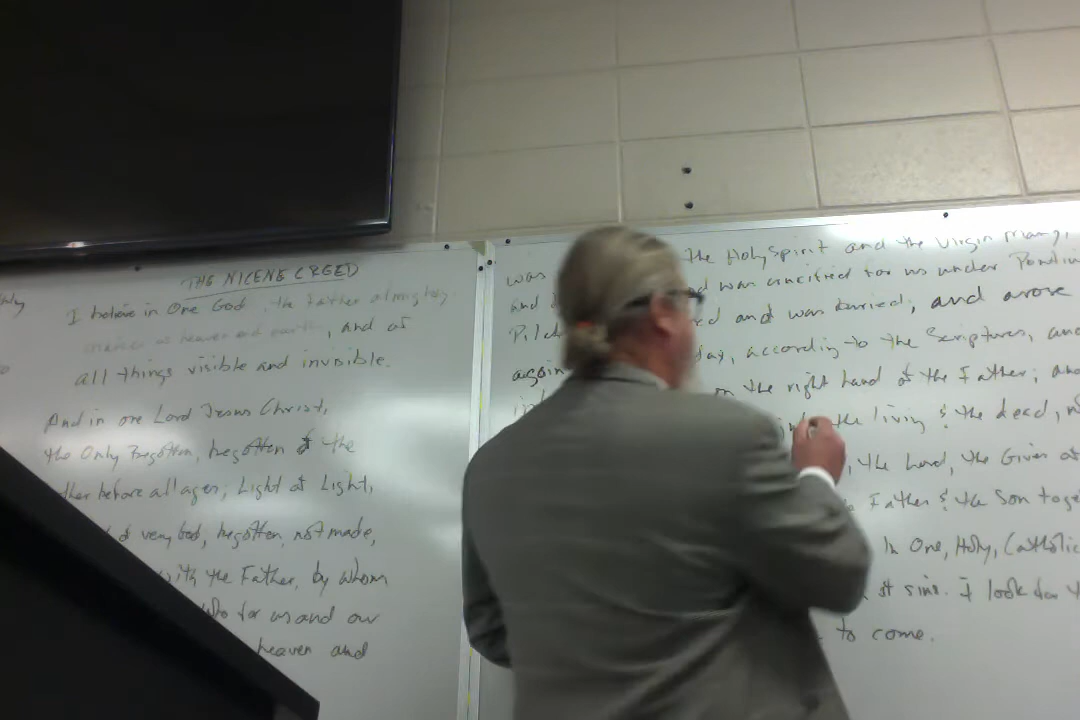 THE NICENE CREED
I believe in One God, the Father almighty
maker of heaven and earth, and of
all things visible and invisible.
And in one Lord Jesus Christ,
the Only Begotten, begotten of the
ther before all ages; Light of Light,
of very God, begotten, not made,
with the Father, by whom
Who for us and our
heaven and
was the Holy Spirit and the Virgin Mary,
and was crucified for us under Pontiu
Pilat ed and was buried; and arose
again day, according to the Scriptures, and
on the right hand of the Father; and
the living & the dead,
, the Lord, the Giver of
Father & the Son toge
In One, Holy, Catholic
of sins. I look for t
to come.